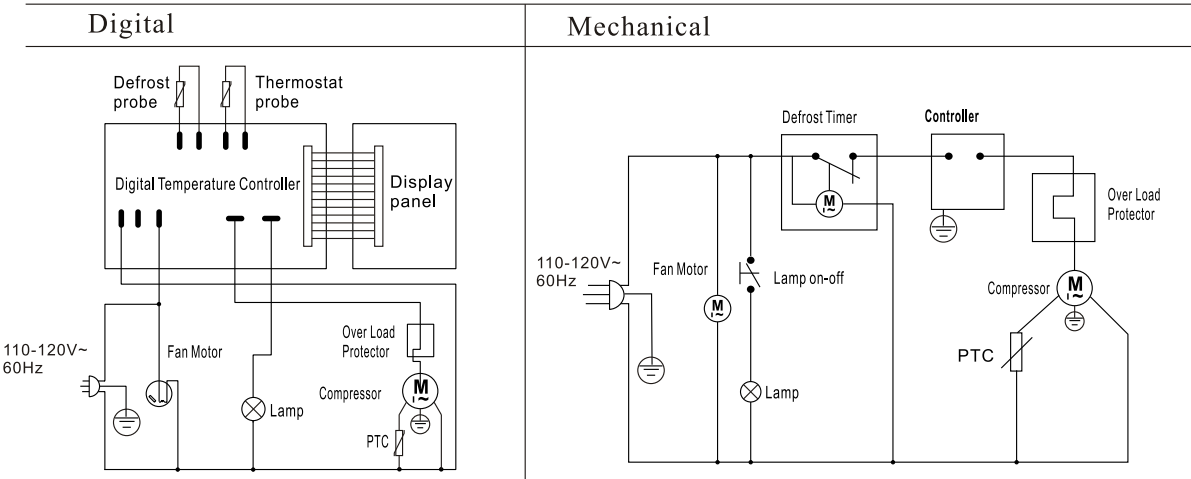 Digital
Mechanical
Defrost
probe
Thermostat
probe
Digital Temperature Controller
Display
panel
110-120V~
60Hz
Fan Motor
Lamp
Over Load
Protector
Compressor
M
~
PTC
Defrost Timer
M
~
Controller
Over Load
Protector
110-120V~
60Hz
Fan Motor
M
~
Lamp on-off
Lamp
Compressor
M
~
PTC